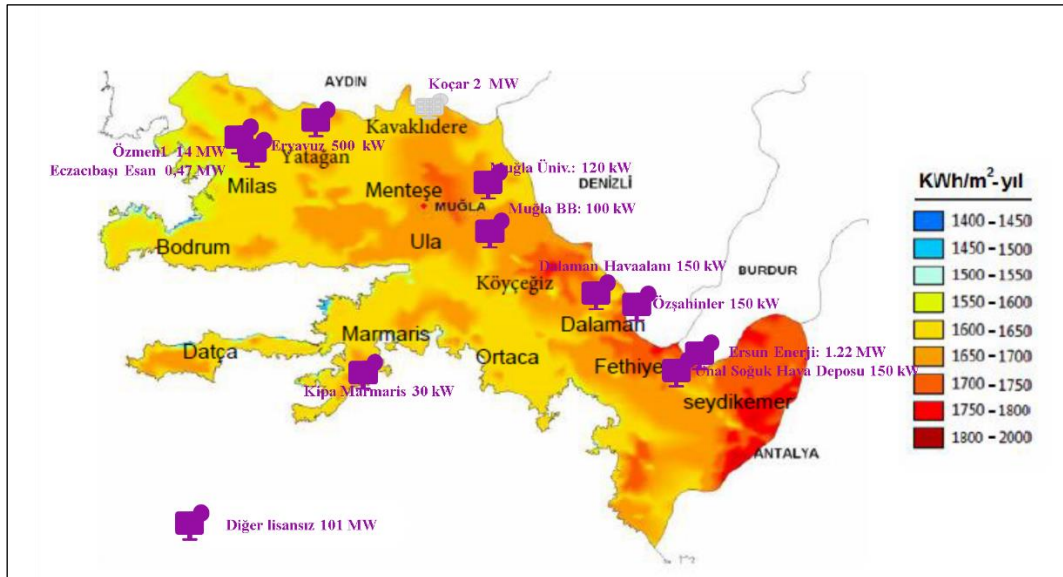 AYDIN
Koçar 2 MW
Kavaklıdere
Eryavuz 500 kW
Yatağan
Özmen1 14 MW
Eczacıbaşı Esan 0,47 MW
Milas
Muğla Üniv.: 120 kW
DENİZLİ
Menteşe
MUĞLA
Muğla BB: 100 kW
Bodrum
Ula
Dalaman Havaalanı 150 kW
BURDUR
Köyçeğiz
Özşahinler 150 kW
Marmaris
Dalaman
Datça
Ortaca
Fethiye
Ersun Enerji: 1.22 MW
Ünal Soğuk Hava Deposu 150 kW
Kipa Marmaris 30 kW
seydikemer
ANTALYA
Diğer lisansız 101 MW
KWh/m²-yıl
1400 – 1450
1450 – 1500
1500 – 1550
1550 – 1600
1600 – 1650
1650 – 1700
1700 – 1750
1750 – 1800
1800 – 2000